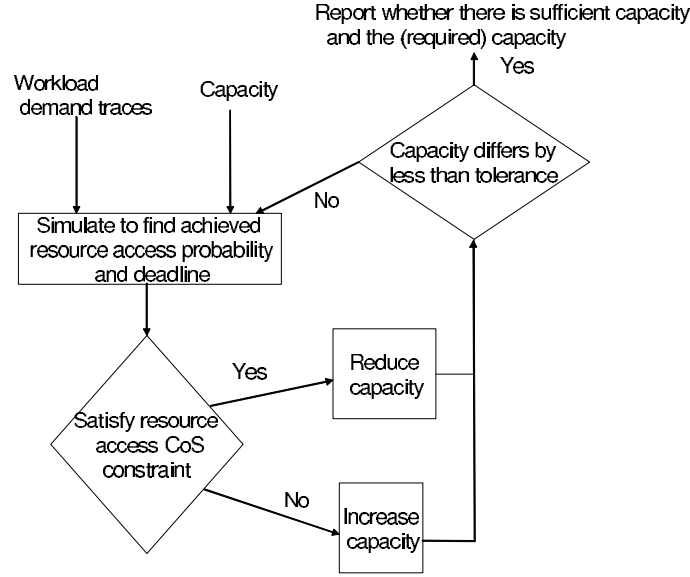 Report whether there is sufficient capacity
and the (required) capacity
Yes
Workload
demand traces
Capacity
Capacity differs by
less than tolerance
No
Simulate to find achieved
resource access probability
and deadline
Yes
Reduce
capacity
Satisfy resource
access CoS
constraint
No
Increase
capacity